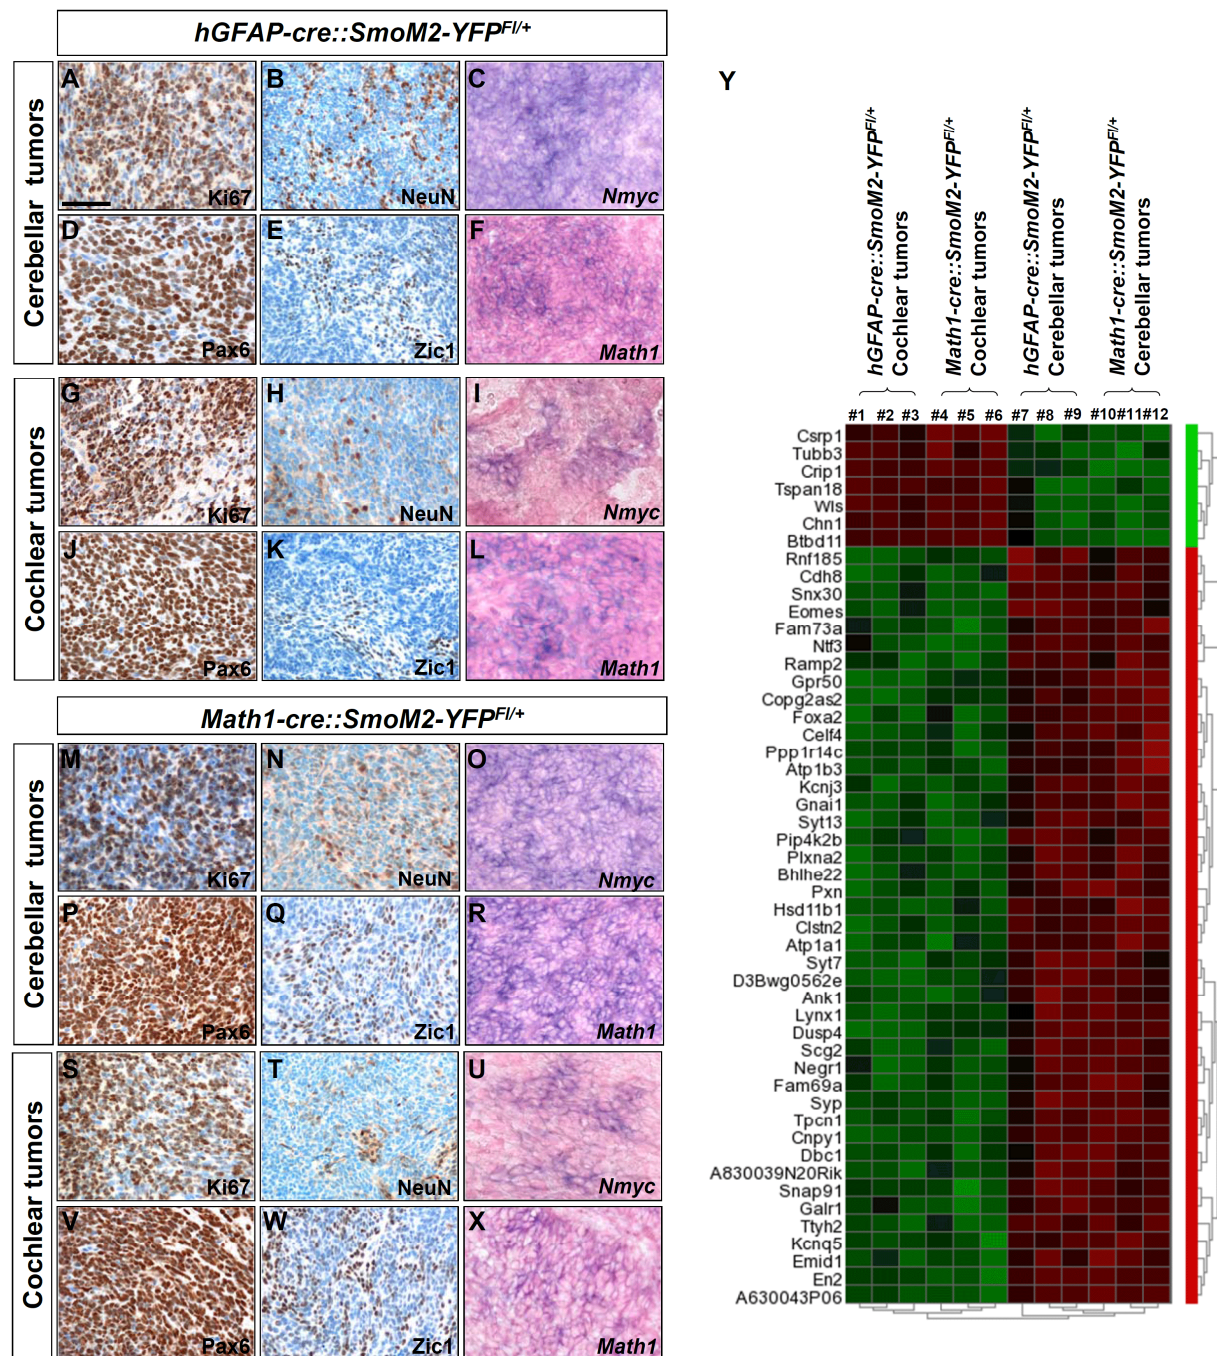 hGFAP-cre::SmoM2-YFPFl/+
Cerebellar tumors
A
Ki67
B
NeuN
C
Nmyc
D
Pax6
E
Zic1
F
Math1
Cochlear tumors
G
Ki67
H
NeuN
I
Nmyc
J
Pax6
K
Zic1
L
Math1
Math1-cre::SmoM2-YFPFl/+
Cerebellar tumors
M
Ki67
N
NeuN
O
Nmyc
P
Pax6
Q
Zic1
R
Math1
Cochlear tumors
S
Ki67
T
NeuN
U
Nmyc
V
Pax6
W
Zic1
X
Math1
Y
hGFAP-cre::SmoM2-YFPFl/+
Cochlear tumors
Math1-cre::SmoM2-YFPFl/+
Cochlear tumors
hGFAP-cre::SmoM2-YFPFl/+
Cerebellar tumors
Math1-cre::SmoM2-YFPFl/+
Cerebellar tumors
#1 #2 #3 #4 #5 #6 #7 #8 #9 #10 #11 #12
Csrp1
Tubb3
Crip1
Tspan18
Wls
Chn1
Btbd11
Rnf185
Cdh8
Snx30
Eomes
Fam73a
Ntf3
Ramp2
Gpr50
Copg2as2
Foxa2
Celf4
Ppp1r14c
Atp1b3
Kcnj3
Gnai1
Syt13
Pip4k2b
Plxna2
Bhlhe22
Pxn
Hsd11b1
Clstn2
Atp1a1
Syt7
D3Bwg0562e
Ank1
Lynx1
Dusp4
Scg2
Negr1
Fam69a
Syp
Tpcn1
Cnpy1
Dbc1
A830039N20Rik
Snap91
Galr1
Ttyh2
Kcnq5
Emid1
En2
A630043P06